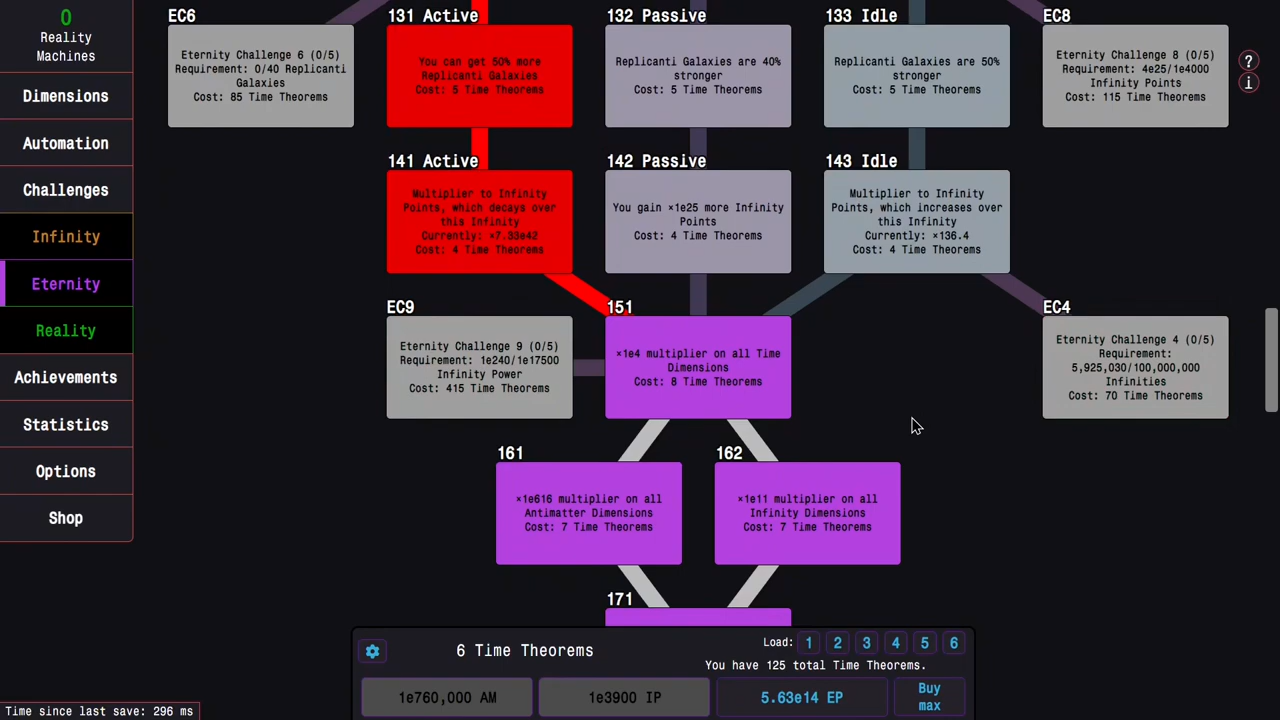 0
Reality
Machines
Dimensions
Automation
Challenges
Infinity
Eternity
Reality
Achievements
Statistics
Options
Shop
EC6
Eternity Challenge 6 (0/5)
Requirement: 0/40 Replicanti
Galaxies
Cost: 85 Time Theorems
131 Active
You can get 50% more
Replicanti Galaxies
Cost: 5 Time Theorems
132 Passive
Replicanti Galaxies are 40%
stronger
Cost: 5 Time Theorems
133 Idle
Replicanti Galaxies are 50%
stronger
Cost: 5 Time Theorems
EC8
Eternity Challenge 8 (0/5)
Requirement: 4e25/1e4000
Infinity Points
Cost: 115 Time Theorems
?
i
141 Active
Multiplier to Infinity
Points, which decays over
this Infinity
Currently: ×7.33e42
Cost: 4 Time Theorems
142 Passive
You gain ×1e25 more Infinity
Points
Cost: 4 Time Theorems
143 Idle
Multiplier to Infinity
Points, which increases over
this Infinity
Currently: ×136.4
Cost: 4 Time Theorems
EC9
Eternity Challenge 9 (0/5)
Requirement: 1e240/1e17500
Infinity Power
Cost: 415 Time Theorems
151
×1e4 multiplier on all Time
Dimensions
Cost: 8 Time Theorems
EC4
Eternity Challenge 4 (0/5)
Requirement:
5,925,030/100,000,000
Infinities
Cost: 70 Time Theorems
161
×1e616 multiplier on all
Antimatter Dimensions
Cost: 7 Time Theorems
162
×1e11 multiplier on all
Infinity Dimensions
Cost: 7 Time Theorems
171
6 Time Theorems
Load: 1 2 3 4 5 6
You have 125 total Time Theorems.
1e760,000 AM
1e3900 IP
5.63e14 EP
Buy
max
Time since last save: 296 ms